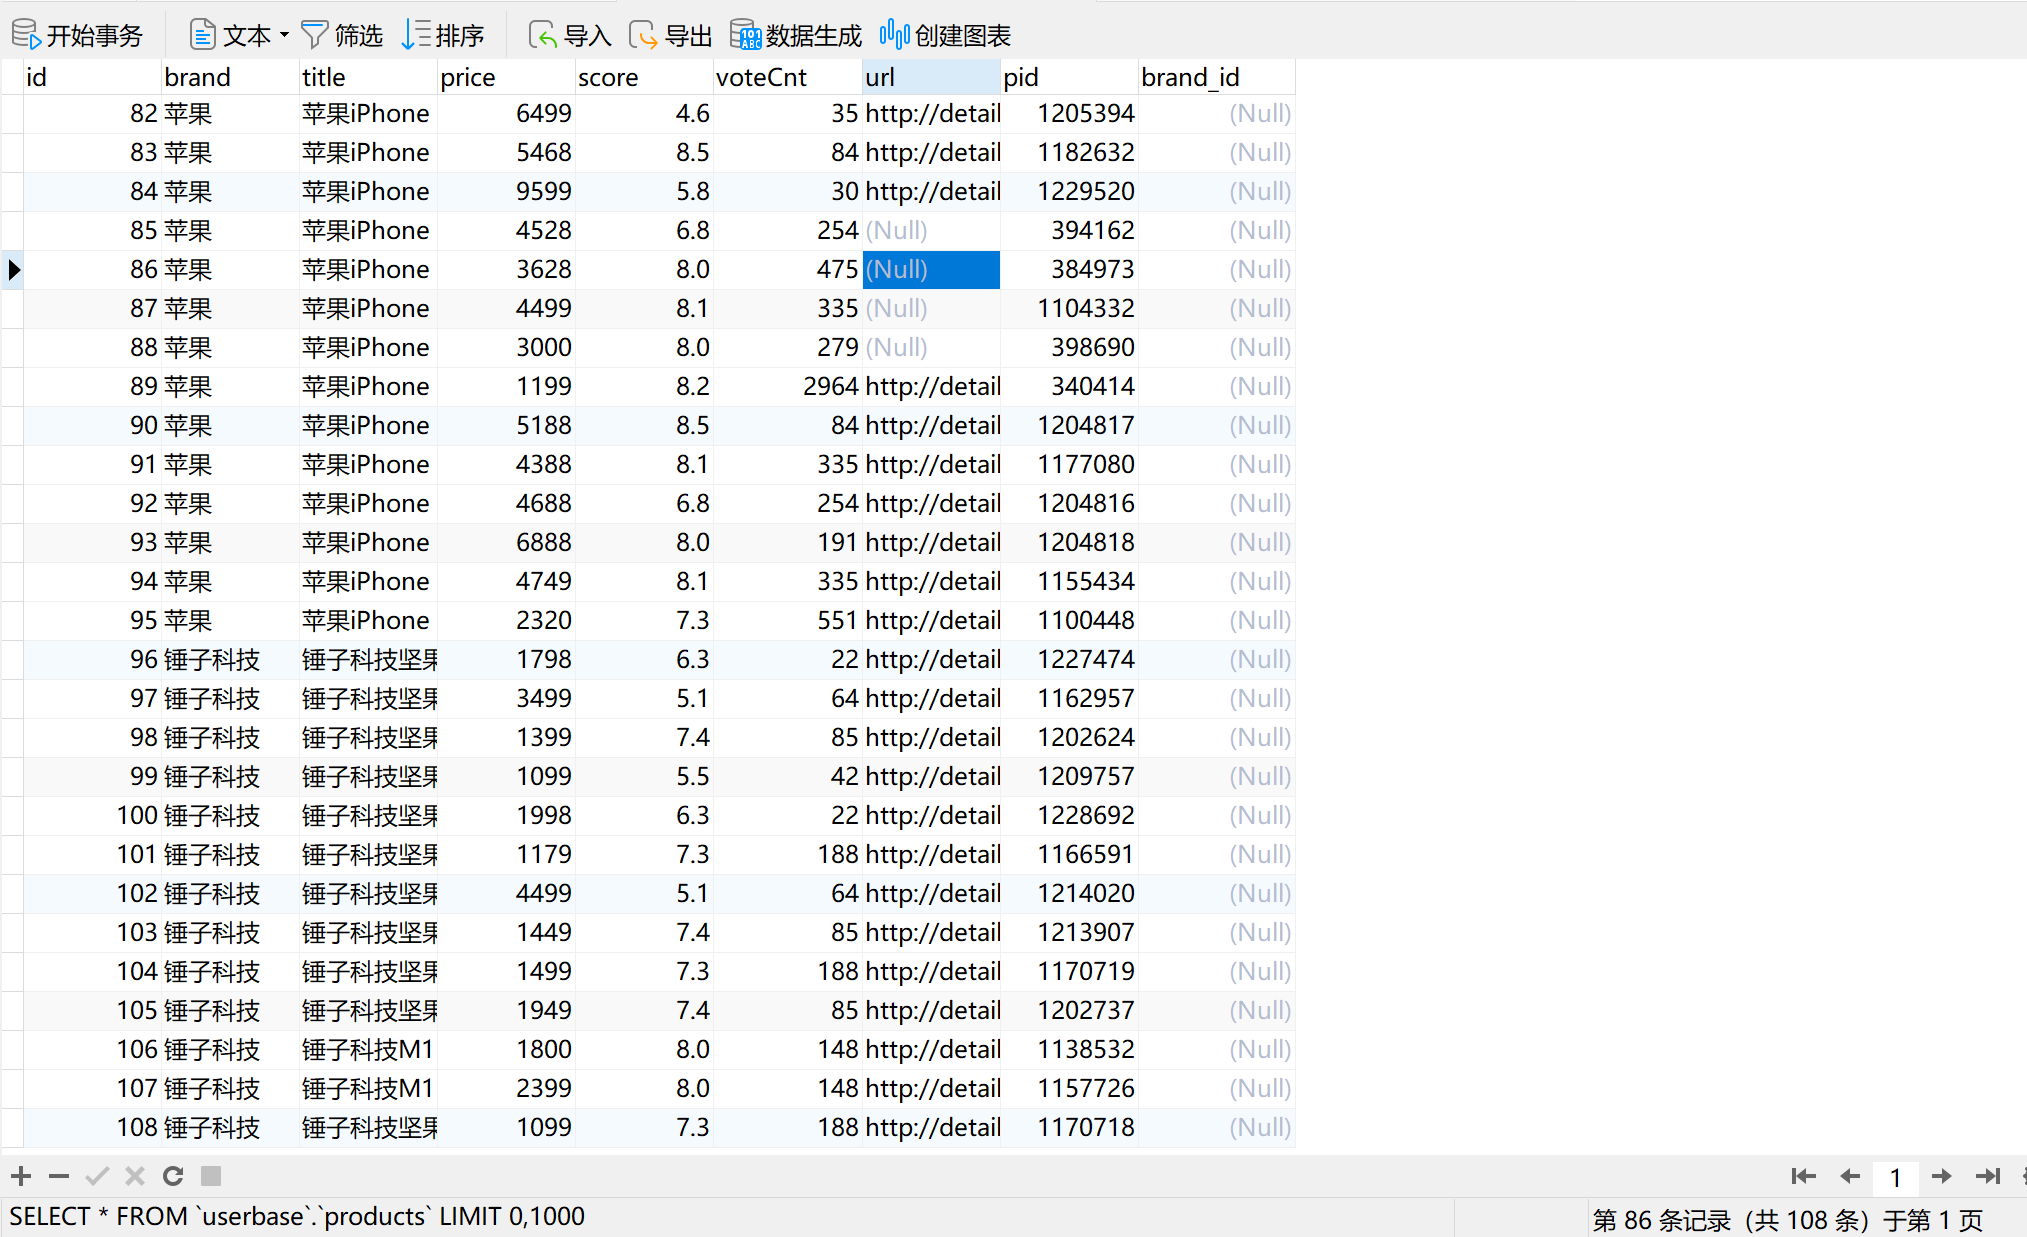 开始事务 文本 筛选 排序 导入 导出 数据生成 创建图表
id brand title price score voteCnt url pid brand_id
82 苹果 苹果iPhone 6499 4.6 35 http://detail 1205394 (Null)
83 苹果 苹果iPhone 5468 8.5 84 http://detail 1182632 (Null)
84 苹果 苹果iPhone 9599 5.8 30 http://detail 1229520 (Null)
85 苹果 苹果iPhone 4528 6.8 254 (Null) 394162 (Null)
86 苹果 苹果iPhone 3628 8.0 475 (Null) 384973 (Null)
87 苹果 苹果iPhone 4499 8.1 335 (Null) 1104332 (Null)
88 苹果 苹果iPhone 3000 8.0 279 (Null) 398690 (Null)
89 苹果 苹果iPhone 1199 8.2 2964 http://detail 340414 (Null)
90 苹果 苹果iPhone 5188 8.5 84 http://detail 1204817 (Null)
91 苹果 苹果iPhone 4388 8.1 335 http://detail 1177080 (Null)
92 苹果 苹果iPhone 4688 6.8 254 http://detail 1204816 (Null)
93 苹果 苹果iPhone 6888 8.0 191 http://detail 1204818 (Null)
94 苹果 苹果iPhone 4749 8.1 335 http://detail 1155434 (Null)
95 苹果 苹果iPhone 2320 7.3 551 http://detail 1100448 (Null)
96 锤子科技 锤子科技坚果 1798 6.3 22 http://detail 1227474 (Null)
97 锤子科技 锤子科技坚果 3499 5.1 64 http://detail 1162957 (Null)
98 锤子科技 锤子科技坚果 1399 7.4 85 http://detail 1202624 (Null)
99 锤子科技 锤子科技坚果 1099 5.5 42 http://detail 1209757 (Null)
100 锤子科技 锤子科技坚果 1998 6.3 22 http://detail 1228692 (Null)
101 锤子科技 锤子科技坚果 1179 7.3 188 http://detail 1166591 (Null)
102 锤子科技 锤子科技坚果 4499 5.1 64 http://detail 1214020 (Null)
103 锤子科技 锤子科技坚果 1449 7.4 85 http://detail 1213907 (Null)
104 锤子科技 锤子科技坚果 1499 7.3 188 http://detail 1170719 (Null)
105 锤子科技 锤子科技坚果 1949 7.4 85 http://detail 1202737 (Null)
106 锤子科技 锤子科技M1 1800 8.0 148 http://detail 1138532 (Null)
107 锤子科技 锤子科技M1 2399 8.0 148 http://detail 1157726 (Null)
108 锤子科技 锤子科技坚果 1099 7.3 188 http://detail 1170718 (Null)
1
SELECT * FROM `userbase`.`products` LIMIT 0,1000
第 86 条记录 (共 108 条) 于第 1 页